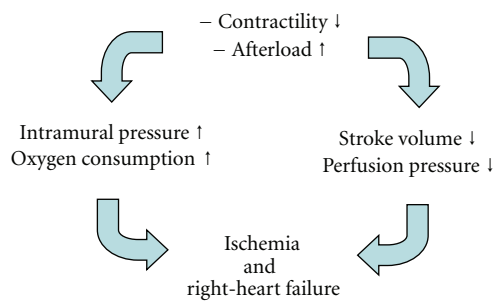 – Contractility ↓
– Afterload ↑
Intramural pressure ↑
Oxygen consumption ↑
Stroke volume ↓
Perfusion pressure ↓
Ischemia
and
right-heart failure